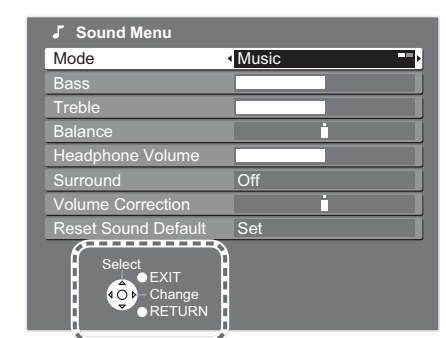 Sound Menu
Mode Music
Bass
Treble
Balance
Headphone Volume
Surround Off
Volume Correction
Reset Sound Default Set
Select
EXIT
Change
RETURN